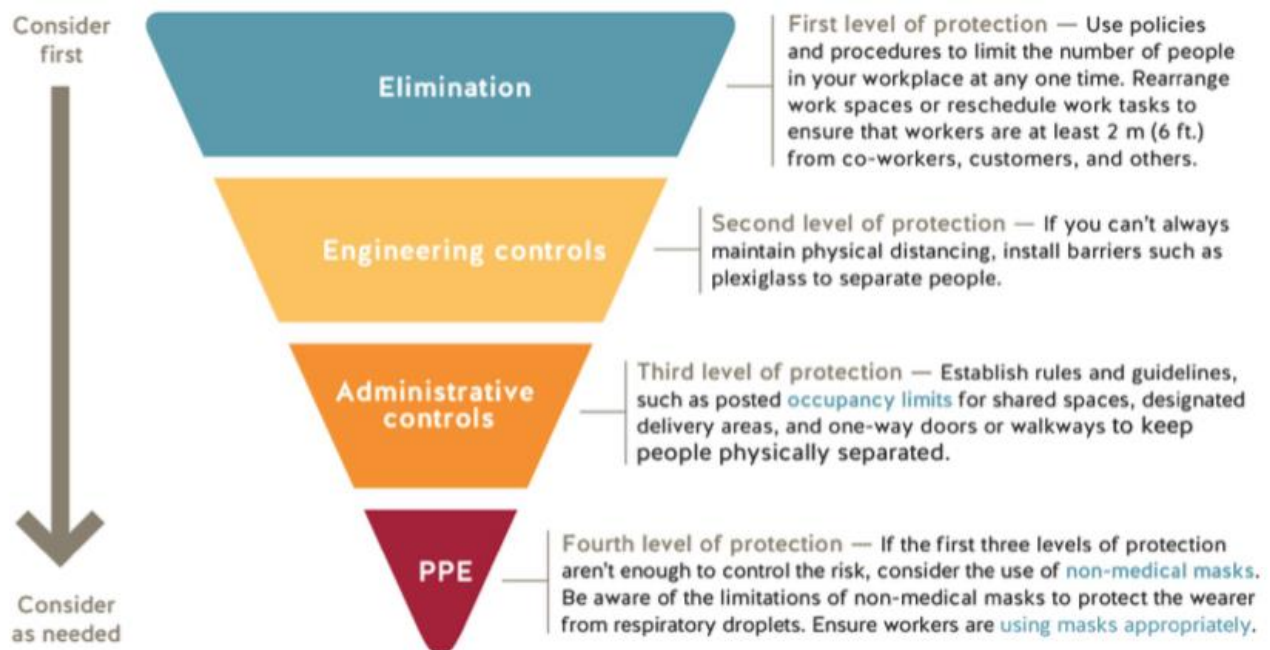 Consider
first
Elimination
First level of protection — Use policies
and procedures to limit the number of people
in your workplace at any one time. Rearrange
work spaces or reschedule work tasks to
ensure that workers are at least 2 m (6 ft.)
from co-workers, customers, and others.
Engineering controls
Second level of protection — If you can't always
maintain physical distancing, install barriers such as
plexiglass to separate people.
Administrative
controls
Third level of protection — Establish rules and guidelines,
such as posted occupancy limits for shared spaces, designated
delivery areas, and one-way doors or walkways to keep
people physically separated.
PPE
Fourth level of protection — If the first three levels of protection
aren't enough to control the risk, consider the use of non-medical masks.
Be aware of the limitations of non-medical masks to protect the wearer
from respiratory droplets. Ensure workers are using masks appropriately.
Consider
as needed